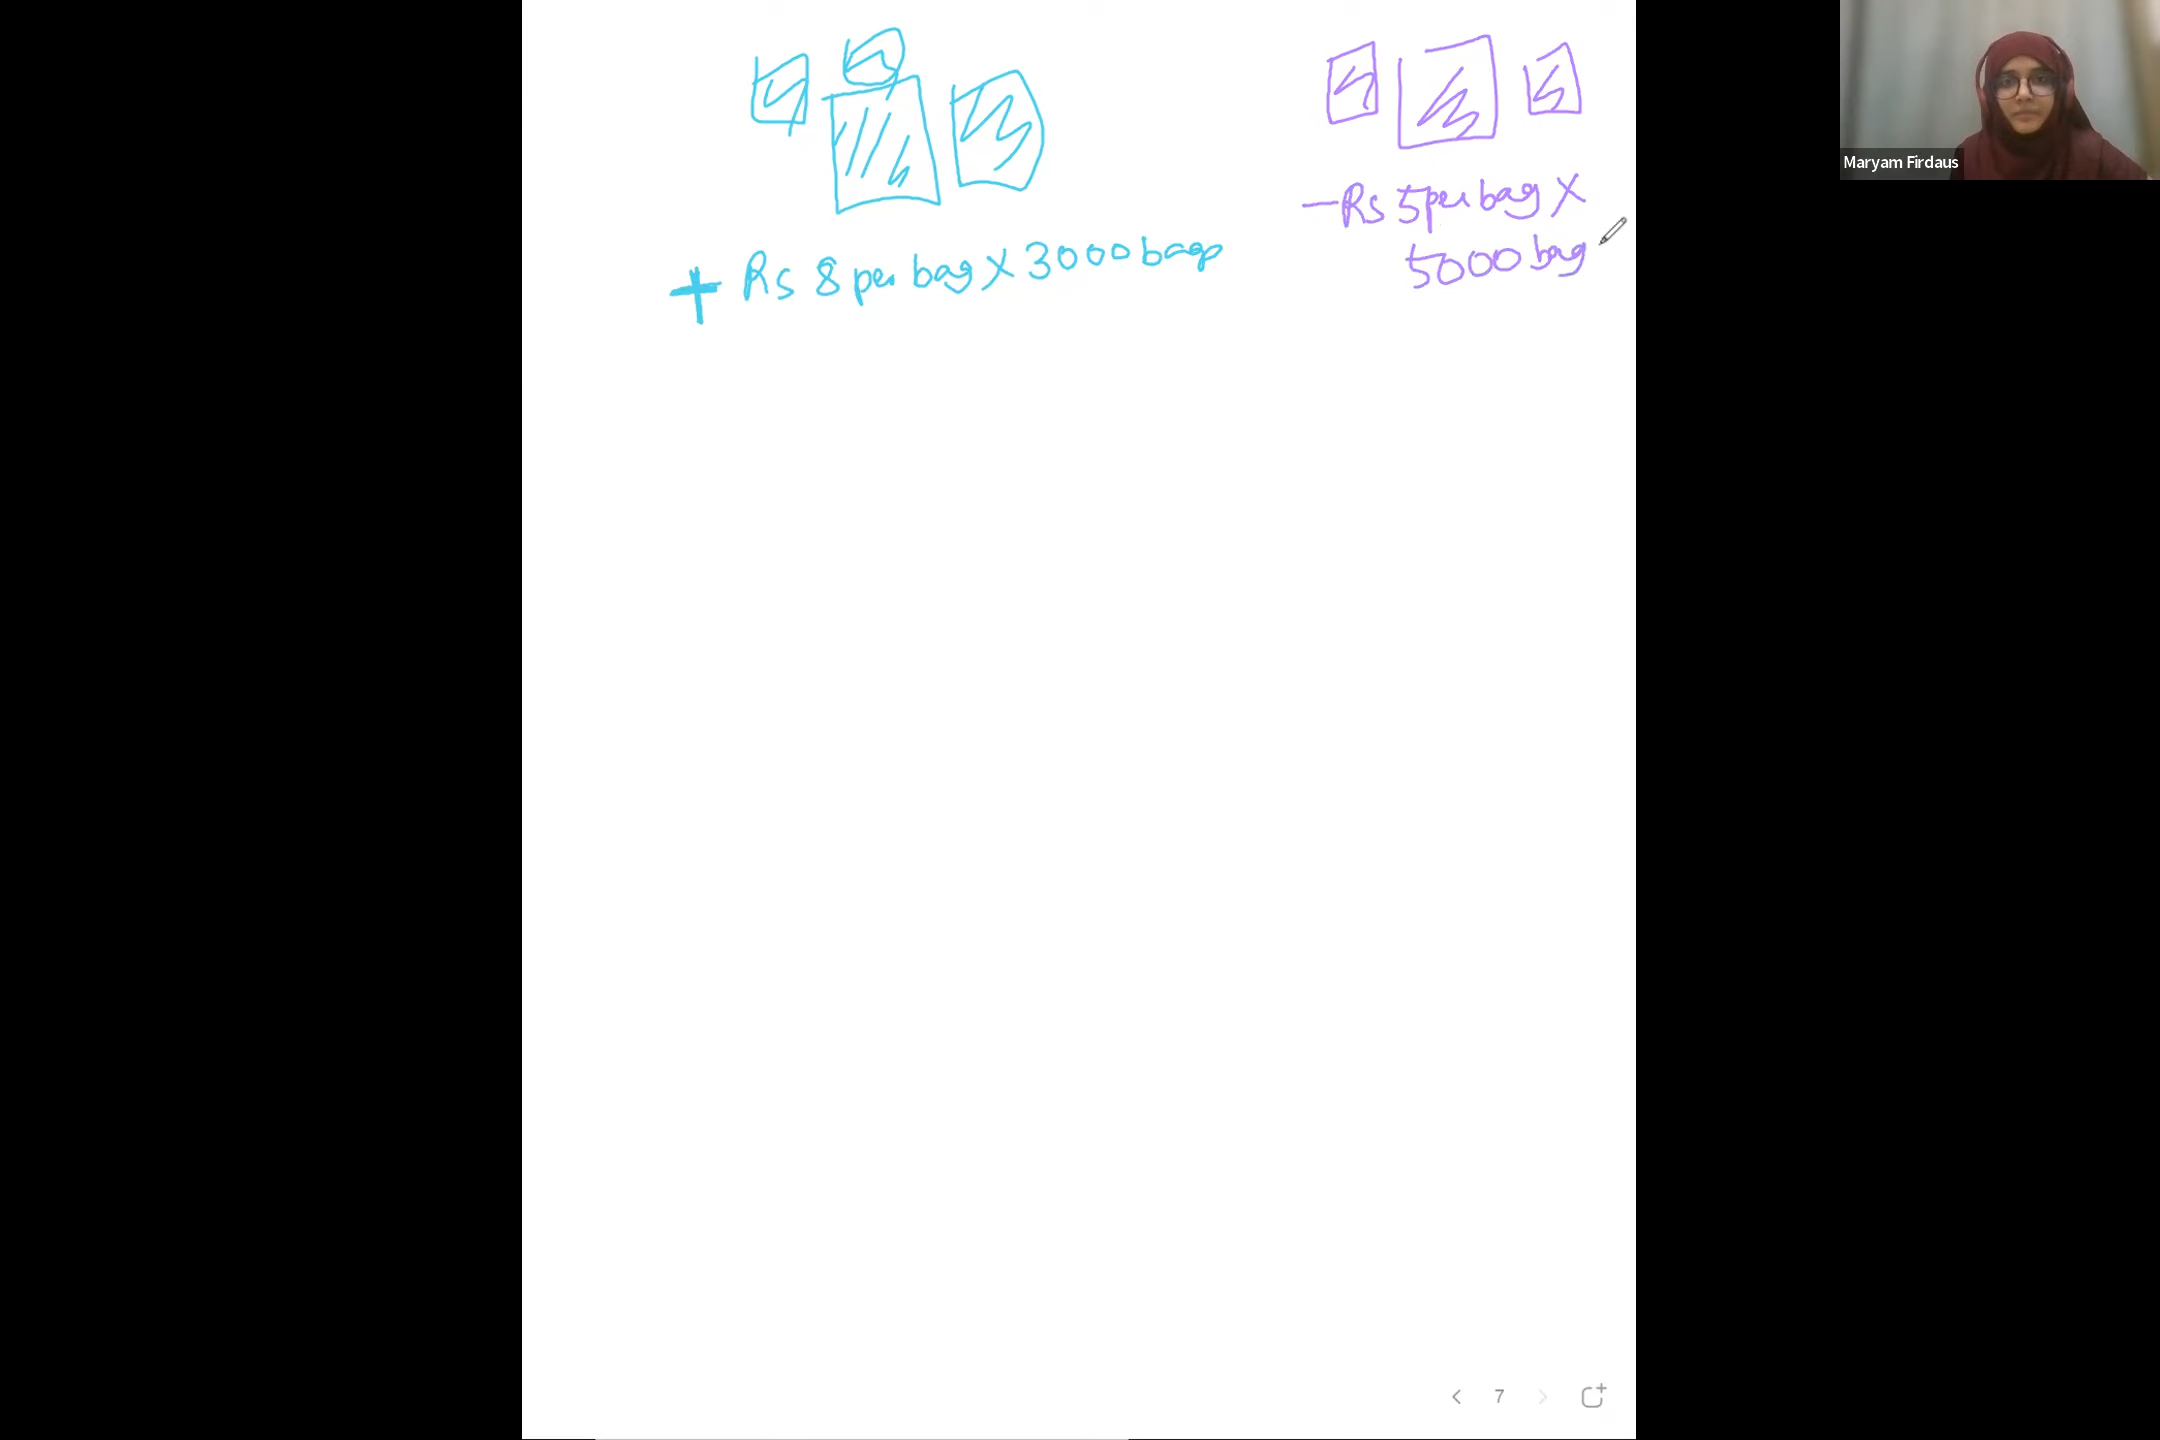 + Rs 8 per bag X 3000 bags
- Rs 5 per bag X
5000 bag
Maryam Firdaus
7